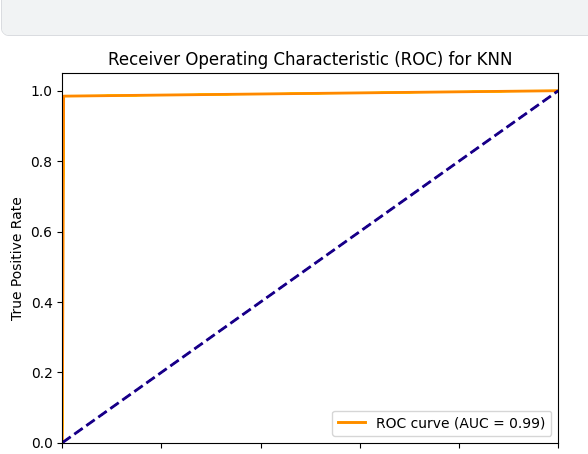 Receiver Operating Characteristic (ROC) for KNN
1.0
0.8
0.6
0.4
0.2
0.0
True Positive Rate
ROC curve (AUC = 0.99)